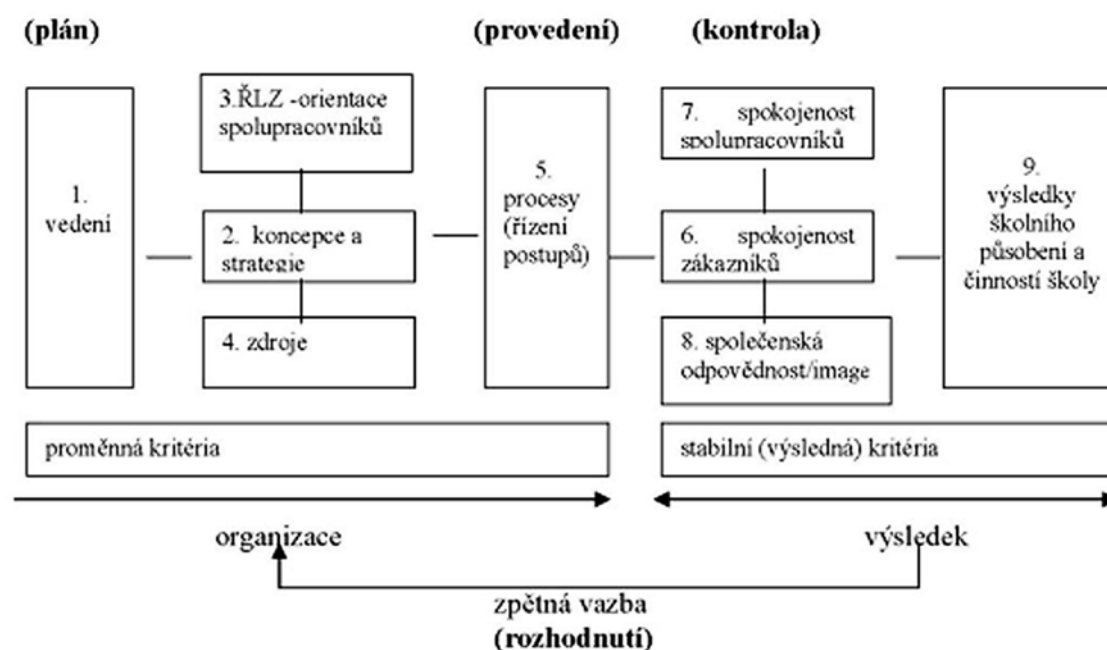 (plán)
(provedení)
(kontrola)
1.
vedení
3.ŘLZ -orientace
spolupracovníků
2. koncepce a
strategie
4. zdroje
5.
procesy
(řízení
postupů)
7. spokojenost
spolupracovníků
6. spokojenost
zákazníků
8. společenská
odpovědnost/image
9.
výsledky
školního
působení a
činností školy
proměnná kritéria
stabilní (výsledná) kritéria
organizace
výsledek
zpětná vazba
(rozhodnutí)